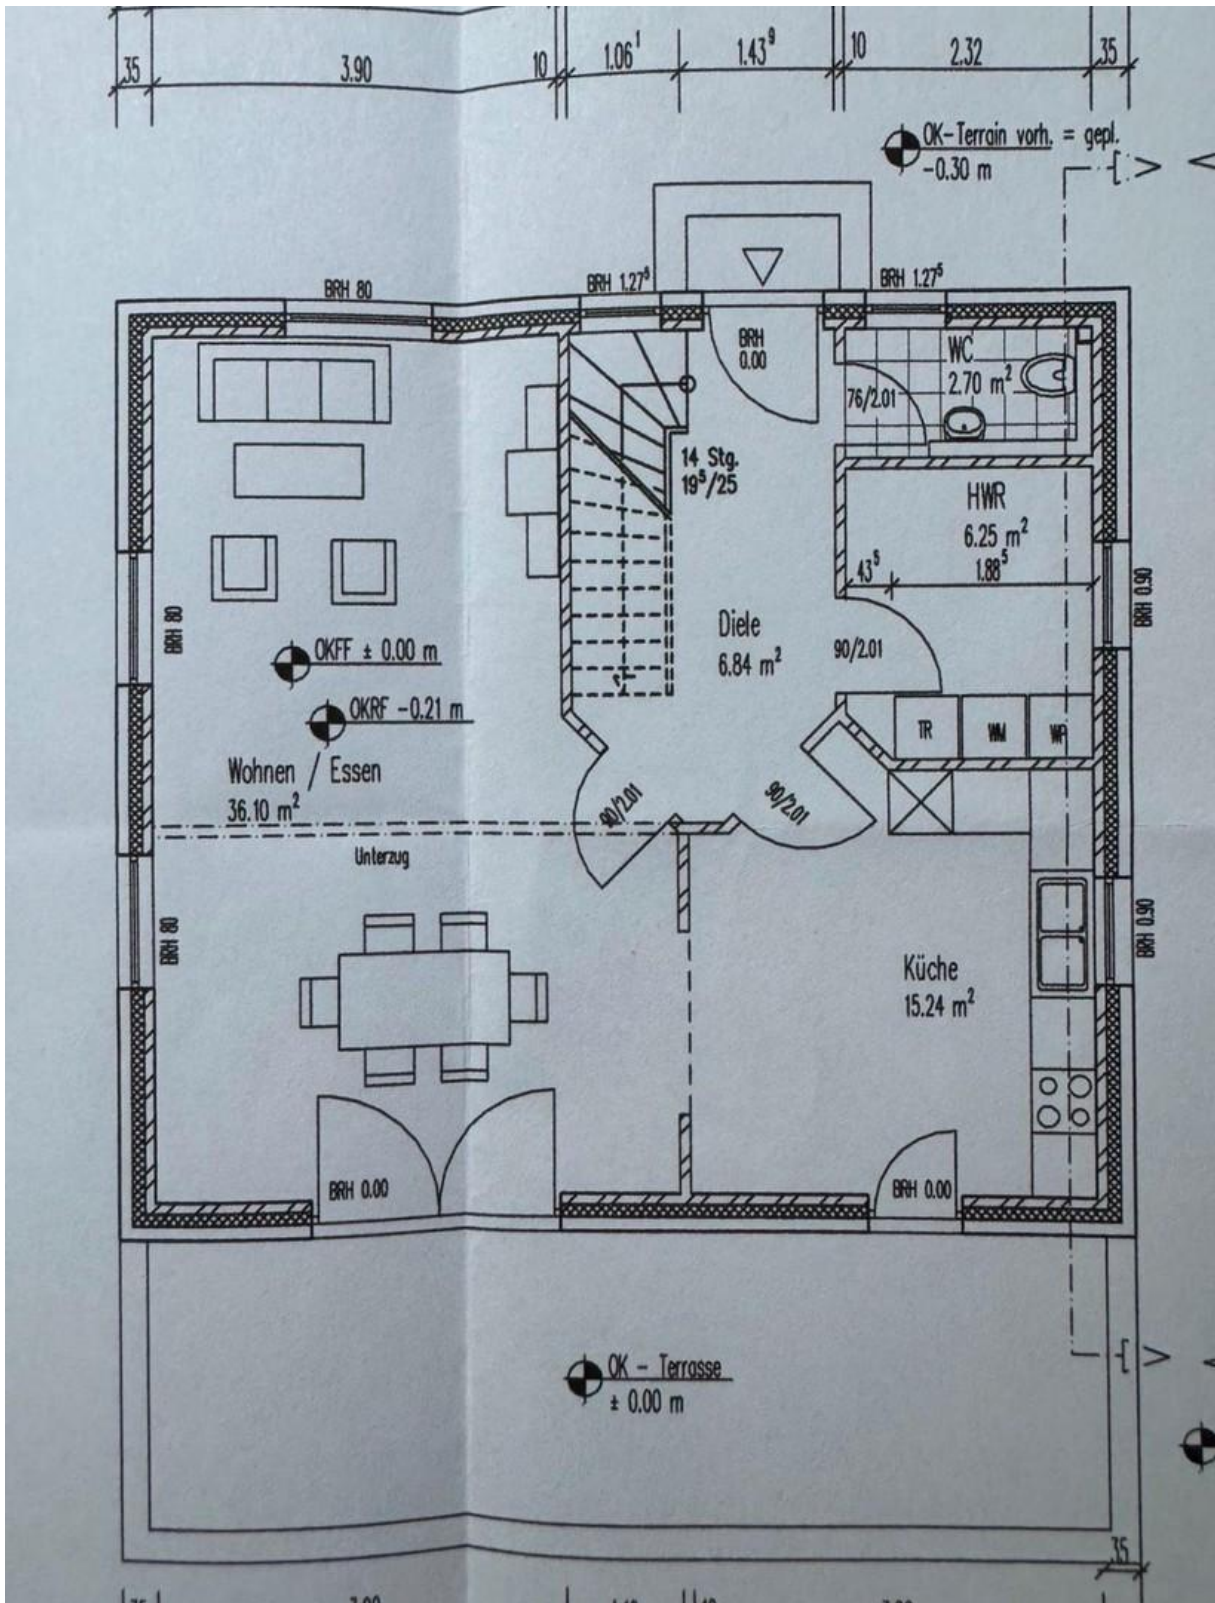 35
3.90
10
1.06¹
1.43⁹
10
2.32
35
OK-Terrain vorh. = gepl.
-0.30 m
BRH 80
BRH 1.27⁵
BRH 1.27⁵
BRH
0.00
WC
2.70 m²
76/2.01
14 Stg.
19⁵/25
HWR
6.25 m²
43⁵
1.88⁵
BRH 0.90
BRH 80
Diele
6.84 m²
90/2.01
OKFF ± 0.00 m
OKRF -0.21 m
TR
WM
WP
Wohnen / Essen
36.10 m²
90/2.01
90/2.01
Unterzug
BRH 80
BRH 0.90
Küche
15.24 m²
BRH 0.00
BRH 0.00
OK - Terrasse
± 0.00 m
35